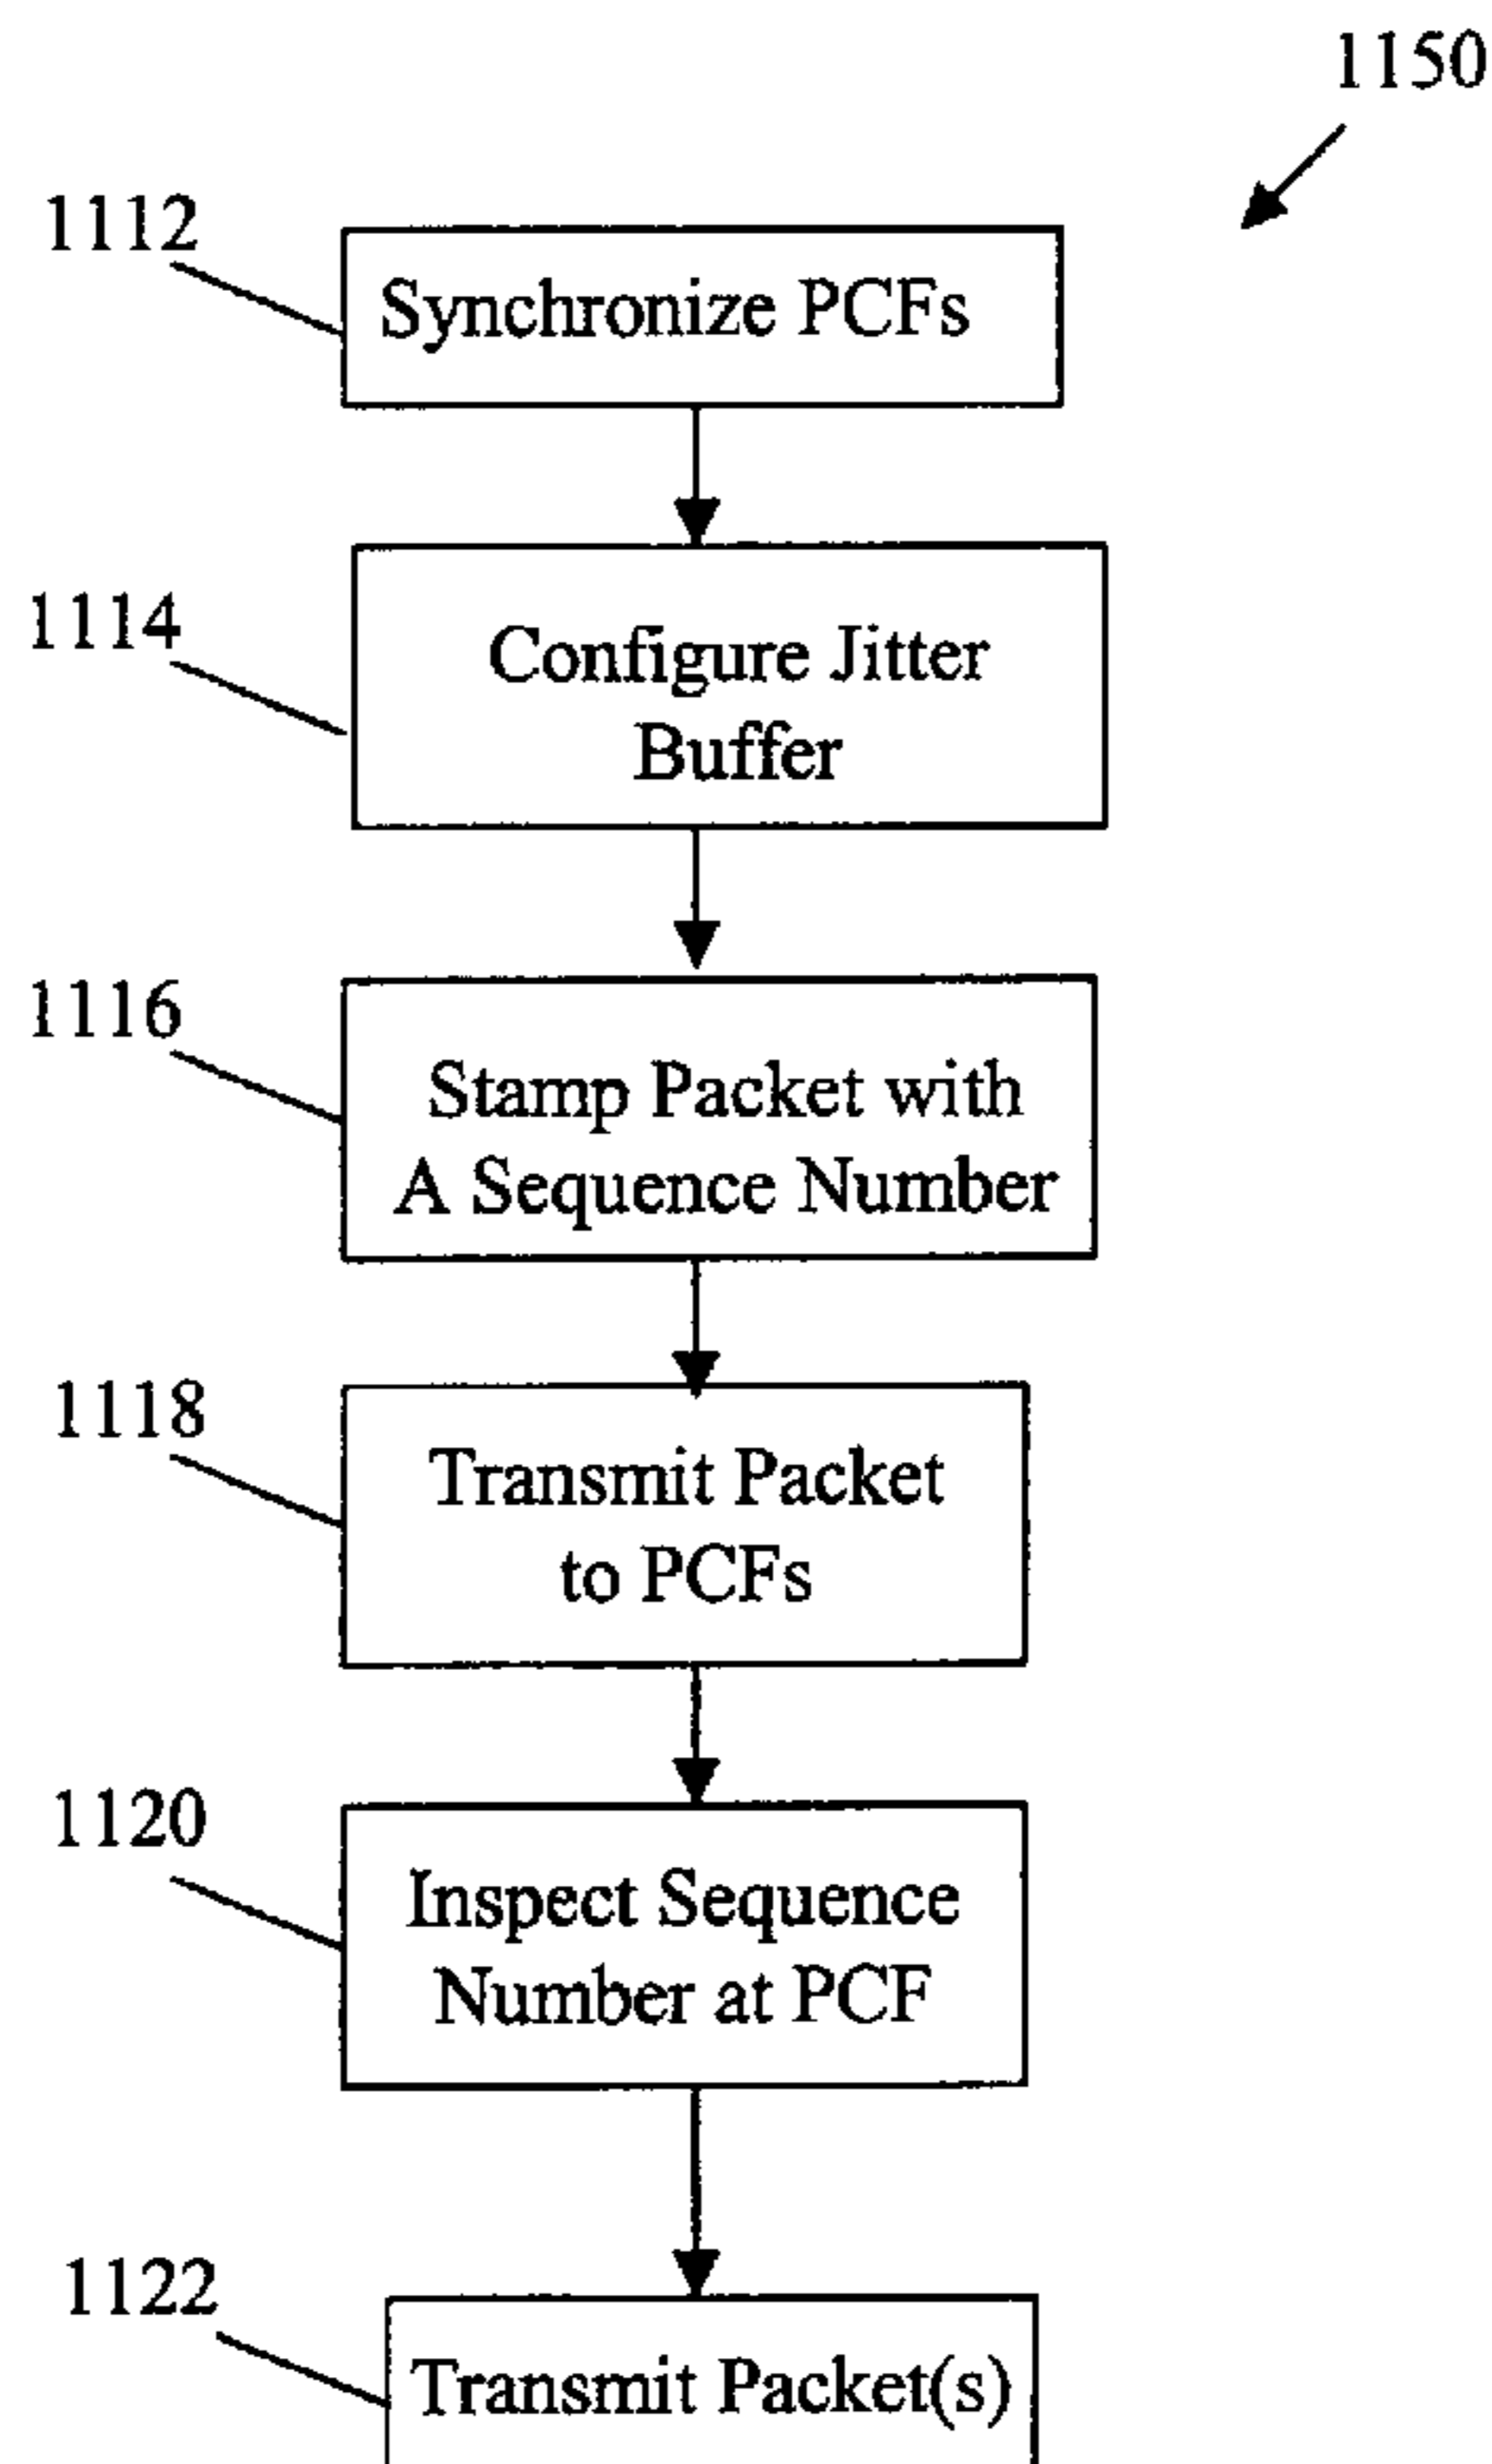 1150
1112
Synchronize PCFs
1114
Configure Jitter
Buffer
1116
Stamp Packet with
A Sequence Number
1118
Transmit Packet
to PCFs
1120
Inspect Sequence
Number at PCF
1122
Transmit Packet(s)